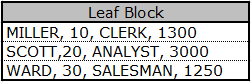 Leaf Block
MILLER, 10, CLERK, 1300
SCOTT,20, ANALYST, 3000
WARD, 30, SALESMAN, 1250